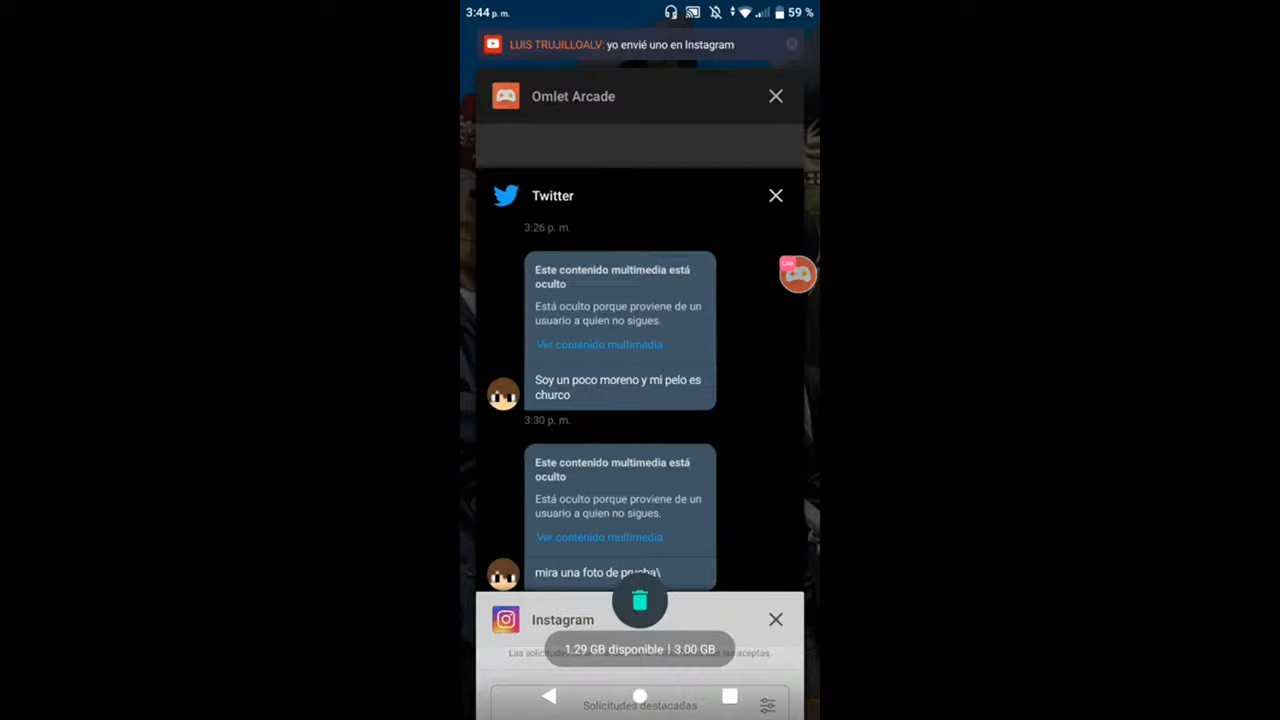 3:44 p. m.
59 %
LUIS TRUJILLOALV: yo envié uno en Instagram
Omlet Arcade
Twitter
3:26 p. m.
Este contenido multimedia está
oculto
Está oculto porque proviene de un
usuario a quien no sigues.
Ver contenido multimedia
Soy un poco moreno y mi pelo es
churco
3:30 p. m.
Live
Este contenido multimedia está
oculto
Está oculto porque proviene de un
usuario a quien no sigues.
Ver contenido multimedia
mira una foto de prueba\
Instagram
1.29 GB disponible | 3.00 GB
Las solicitudes aceptas.
Solicitudes destacadas